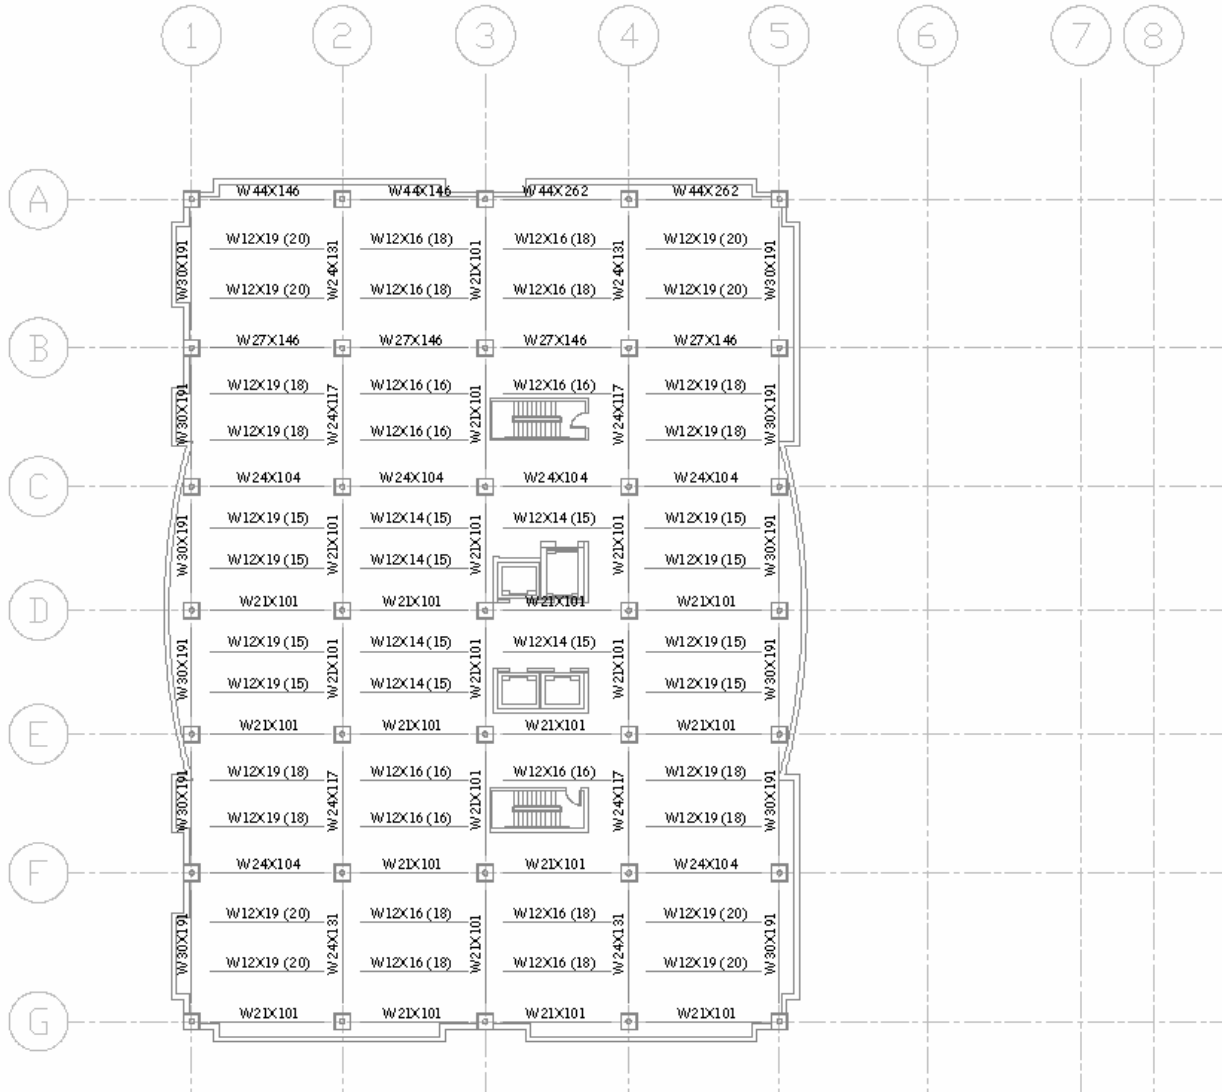 1 2 3 4 5 6 7 8
A
W44X146 W44X146 W44X262 W44X262
W12X19 (20) W12X16 (18) W12X16 (18) W12X19 (20)
W30X191 W24X131 W21X101 W24X131 W30X191
W12X19 (20) W12X16 (18) W12X16 (18) W12X19 (20)
B
W27X146 W27X146 W27X146 W27X146
W12X19 (18) W12X16 (16) W12X16 (16) W12X19 (18)
W30X191 W24X117 W21X101 W24X117 W30X191
W12X19 (18) W12X16 (16) W12X19 (18)
C
W24X104 W24X104 W24X104 W24X104
W12X19 (15) W12X14 (15) W12X14 (15) W12X19 (15)
W30X191 W21X101 W21X101 W21X101 W30X191
W12X19 (15) W12X14 (15) W12X19 (15)
D
W21X101 W21X101 W21X101 W21X101
W12X19 (15) W12X14 (15) W12X14 (15) W12X19 (15)
W30X191 W21X101 W21X101 W21X101 W30X191
W12X19 (15) W12X14 (15) W12X19 (15)
E
W21X101 W21X101 W21X101 W21X101
W12X19 (18) W12X16 (16) W12X16 (16) W12X19 (18)
W30X191 W24X117 W21X101 W24X117 W30X191
W12X19 (18) W12X16 (16) W12X19 (18)
F
W24X104 W21X101 W21X101 W24X104
W12X19 (20) W12X16 (18) W12X16 (18) W12X19 (20)
W30X191 W24X131 W21X101 W24X131 W30X191
W12X19 (20) W12X16 (18) W12X16 (18) W12X19 (20)
G
W21X101 W21X101 W21X101 W21X101